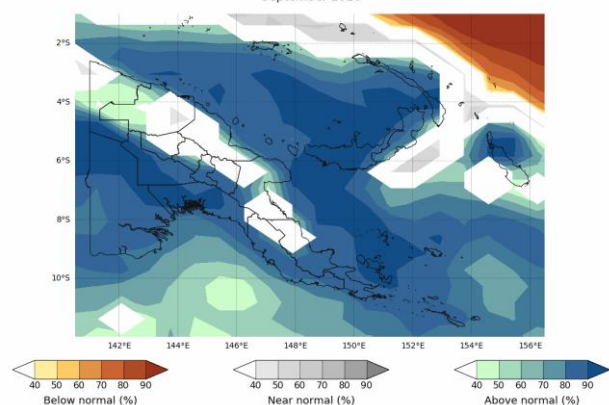 2°S
4°S
6°S
8°S
10°S
142°E 144°E 146°E 148°E 150°E 152°E 154°E 156°E
40 50 60 70 80 90 40 50 60 70 80 90 40 50 60 70 80 90
Below normal (%) Near normal (%) Above normal (%)